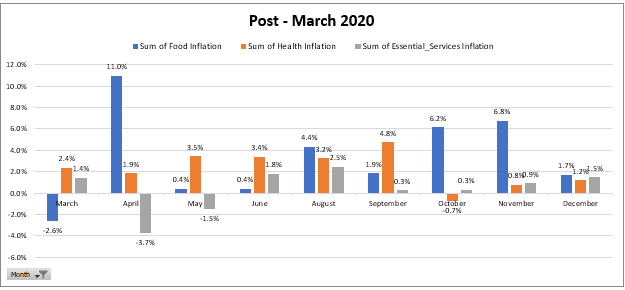 Post - March 2020
Sum of Food Inflation Sum of Health Inflation Sum of Essential_Services Inflation
12.0%
10.0%
8.0%
6.0%
4.0%
2.0%
0.0%
-2.0%
-4.0%
-6.0%
-2.6% 2.4% 1.4%
11.0% 1.9% -3.7%
0.4% 3.5% -1.5%
0.4% 3.4% 1.8%
4.4% 3.2% 2.5%
1.9% 4.8% 0.3%
6.2% -0.7% 0.3%
6.8% 0.8% 0.9%
1.7% 1.2% 1.5%
March April May June August September October November December
Month